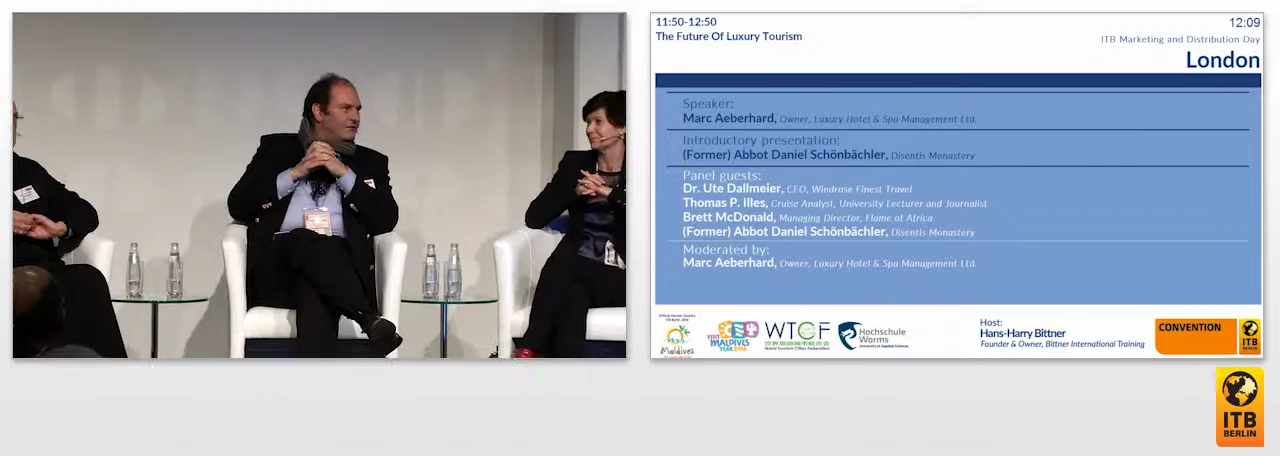 11:50-12:50
12:09
The Future Of Luxury Tourism
ITB Marketing and Distribution Day
London
Speaker:
Marc Aeberhard, Owner, Luxury Hotel & Spa Management Ltd.
Introductory presentation:
(Former) Abbot Daniel Schönbächler, Disentis Monastery
Panel guests:
Dr. Ute Dallmeier, CFO, Windrose Finest Travel
Thomas P. Illes, Cruise Analyst, University Lecturer and Journalist
Brett McDonald, Managing Director, Flame of Africa
(Former) Abbot Daniel Schönbächler, Disentis Monastery
Moderated by:
Marc Aeberhard, Owner, Luxury Hotel & Spa Management Ltd.
Maldives
VISIT
MALDIVES
YEAR 2016
WTCF
World Tourism Cities Federation
Hochschule
Worms
University of Applied Sciences
Host:
Hans-Harry Bittner
Founder & Owner, Bittner International Training
CONVENTION
ITB
BERLIN
ITB
BERLIN